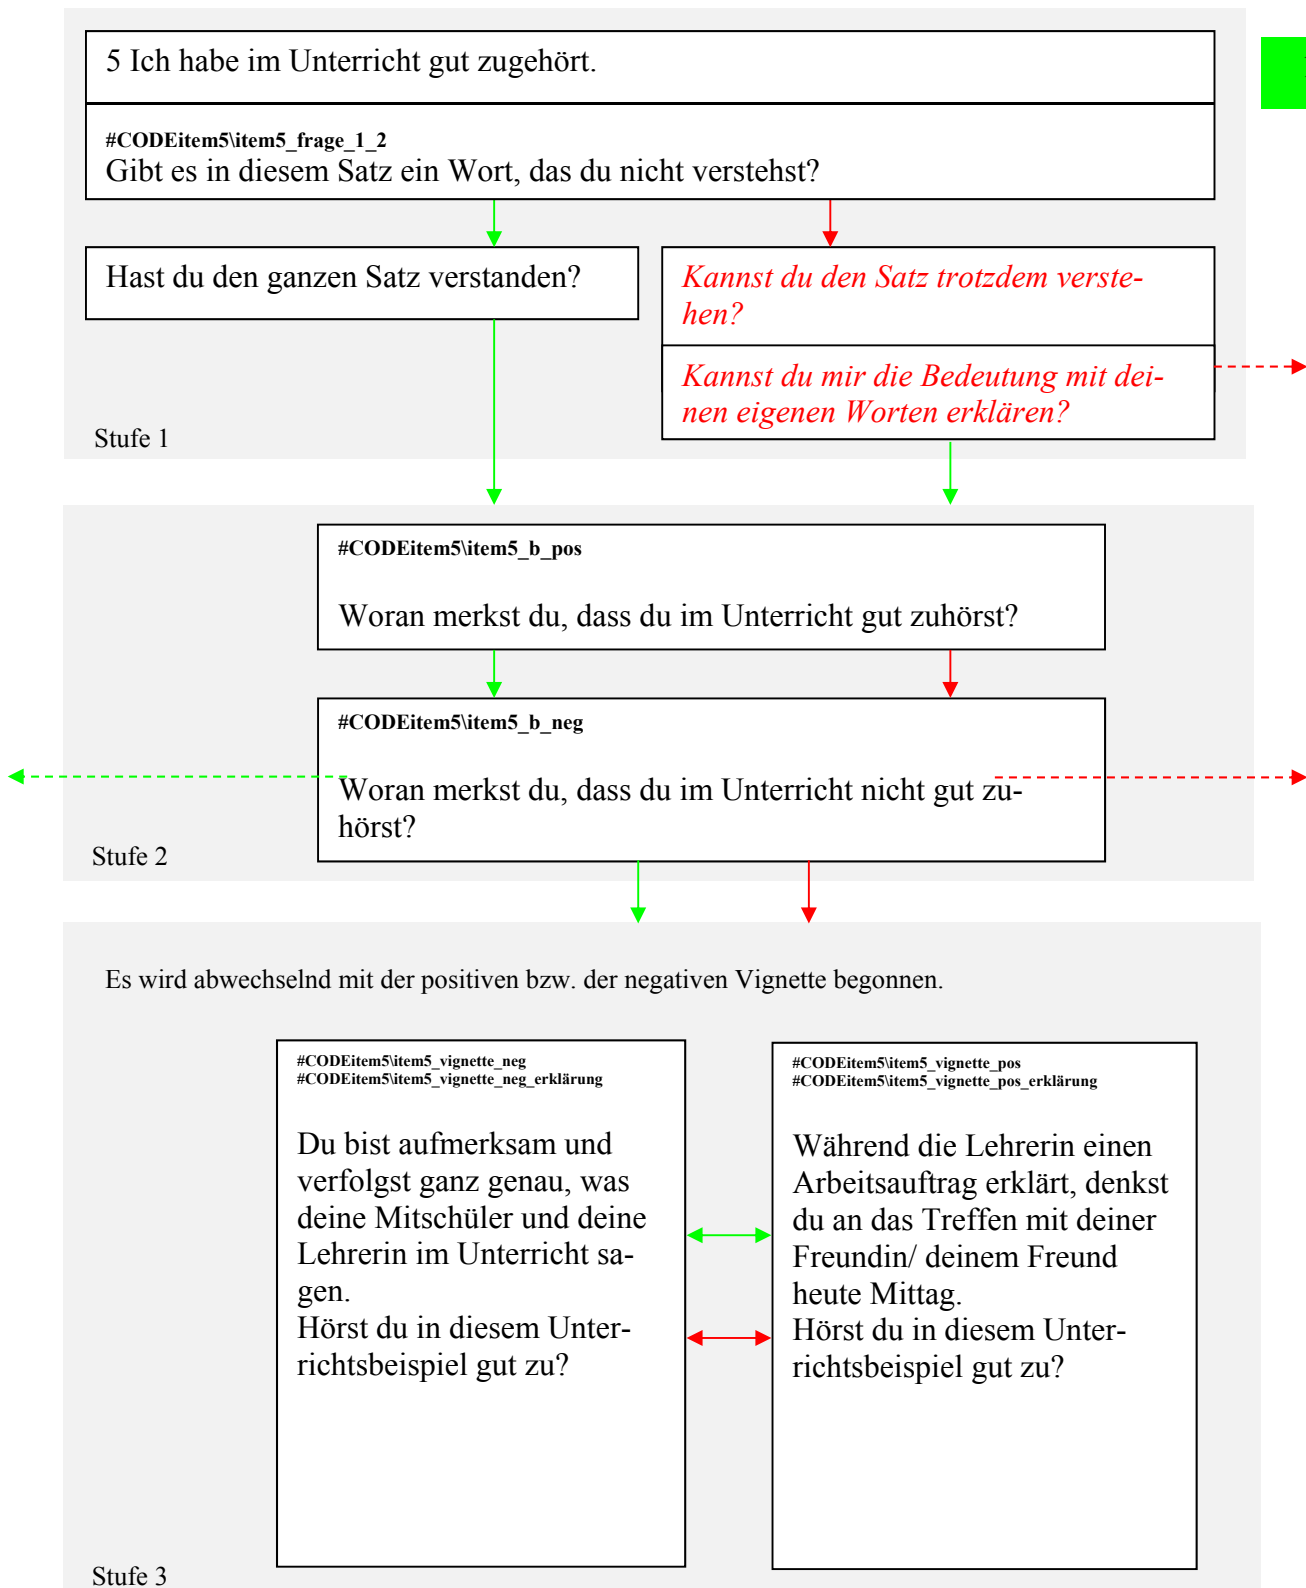 5 Ich habe im Unterricht gut zugehört.
#CODEitem5\item5_frage_1_2
Gibt es in diesem Satz ein Wort, das du nicht verstehst?
Hast du den ganzen Satz verstanden?
Kannst du den Satz trotzdem verste-
hen?
Kannst du mir die Bedeutung mit dei-
nen eigenen Worten erklären?
Stufe 1
#CODEitem5\item5_b_pos
Woran merkst du, dass du im Unterricht gut zuhörst?
#CODEitem5\item5_b_neg
Woran merkst du, dass du im Unterricht nicht gut zu-
hörst?
Stufe 2
Es wird abwechselnd mit der positiven bzw. der negativen Vignette begonnen.
#CODEitem5\item5_vignette_neg
#CODEitem5\item5_vignette_neg_erklärung
Du bist aufmerksam und
verfolgst ganz genau, was
deine Mitschüler und deine
Lehrerin im Unterricht sa-
gen.
Hörst du in diesem Unter-
richtsbeispiel gut zu?
#CODEitem5\item5_vignette_pos
#CODEitem5\item5_vignette_pos_erklärung
Während die Lehrerin einen
Arbeitsauftrag erklärt, denkst
du an das Treffen mit deiner
Freundin/ deinem Freund
heute Mittag.
Hörst du in diesem Unter-
richtsbeispiel gut zu?
Stufe 3